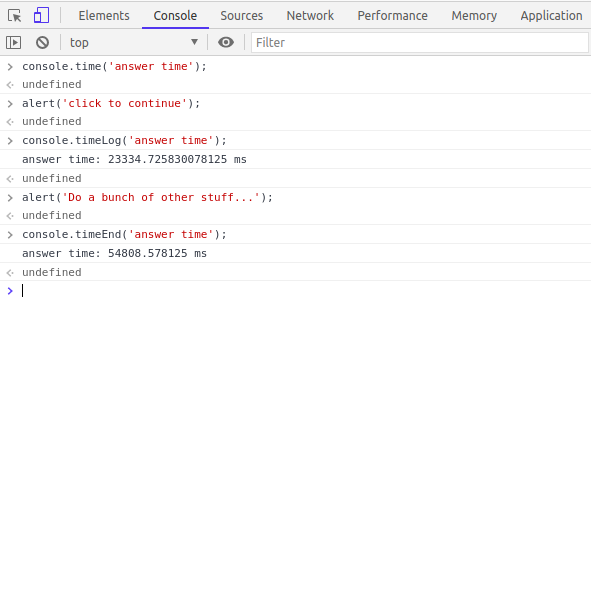 Elements Console Sources Network Performance Memory Application
top Filter
console.time('answer time');
undefined
alert('click to continue');
undefined
console.timeLog('answer time');
answer time: 23334.725830078125 ms
undefined
alert('Do a bunch of other stuff...');
undefined
console.timeEnd('answer time');
answer time: 54808.578125 ms
undefined